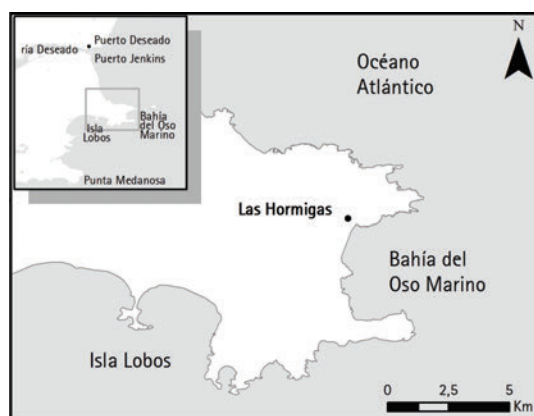 Puerto Deseado
ría Deseado
Puerto Jenkins
Isla
Lobos
Bahía
del Oso
Marino
Punta Medanosa
N
Océano
Atlántico
Las Hormigas
Bahía del
Oso Marino
Isla Lobos
0 2,5 5
Km